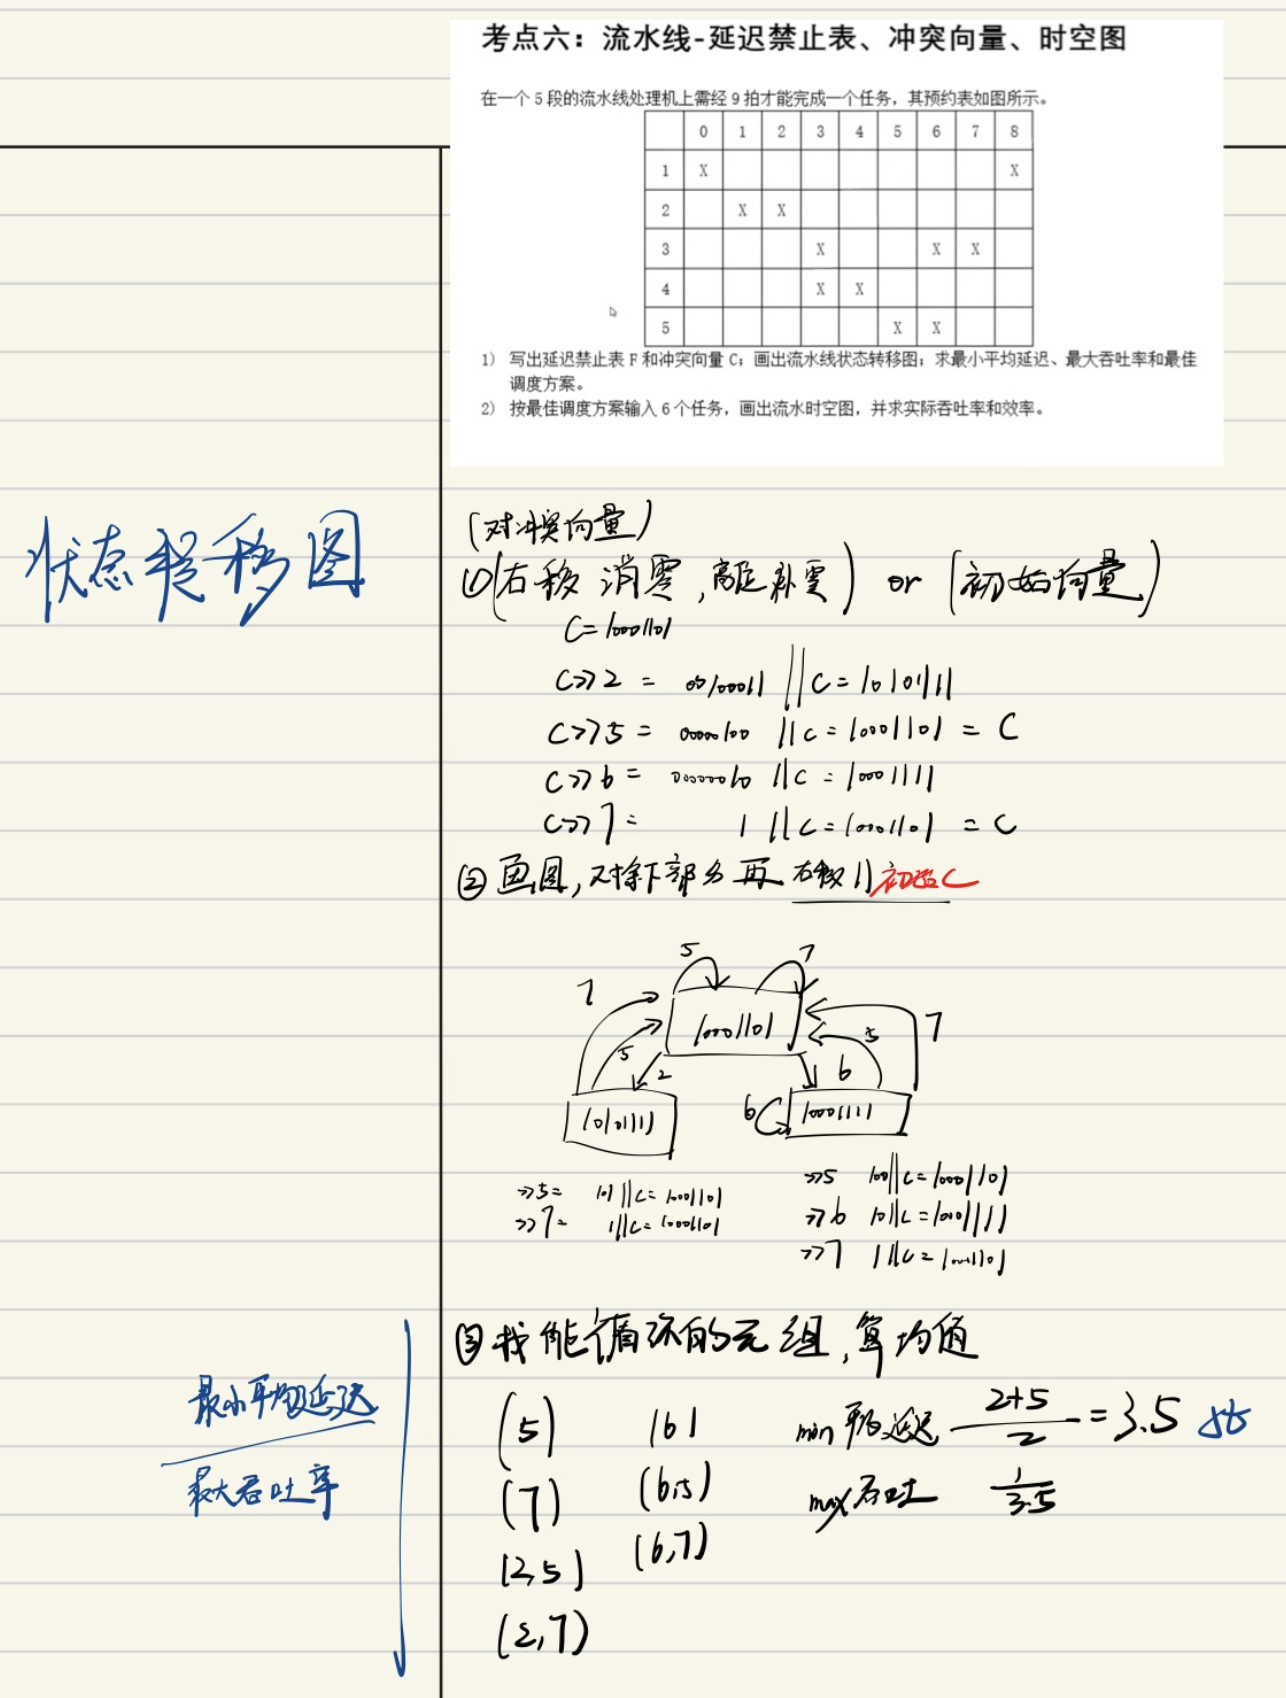 考点六：流水线-延迟禁止表、冲突向量、时空图
在一个 5 段的流水线处理机上需经 9 拍才能完成一个任务，其预约表如图所示。
0 1 2 3 4 5 6 7 8
1 X X
2 X X
3 X X X
4 X X
5 X X
1） 写出延迟禁止表 F 和冲突向量 C；画出流水线状态转移图；求最小平均延迟、最大吞吐率和最佳
调度方案。
2） 按最佳调度方案输入 6 个任务，画出流水时空图，并求实际吞吐率和效率。
状态转移图
(对冲突向量)
①(右移 消零,高位补零) or (初始向量)
C=10001101
C>>2 = 00100011 || C = 10101111
C>>5 = 0000100 || C = 10001101 = C
C>>6 = 00000010 || C = 10001111
C>>7 = 1 || C = 10001101 = C
② 画图,对余下部分再 右移 || 初始C
5 7
7 10001101 7
5 2 6 5
10101111 6 10001111
>>5= 101 || C = 10001101
>>7= 1 || C = 10001101
>>5 100 || C = 10001101
>>6 10 || C = 10001111
>>7 1 || C = 10001101
③ 找能循环的元组,算均值
最小平均延迟
最大吞吐率
(5) (6) min 平均延迟 2+5/2 = 3.5 拍
(7) (6,5) max 吞吐 1/3.5
(2,5) (6,7)
(2,7)